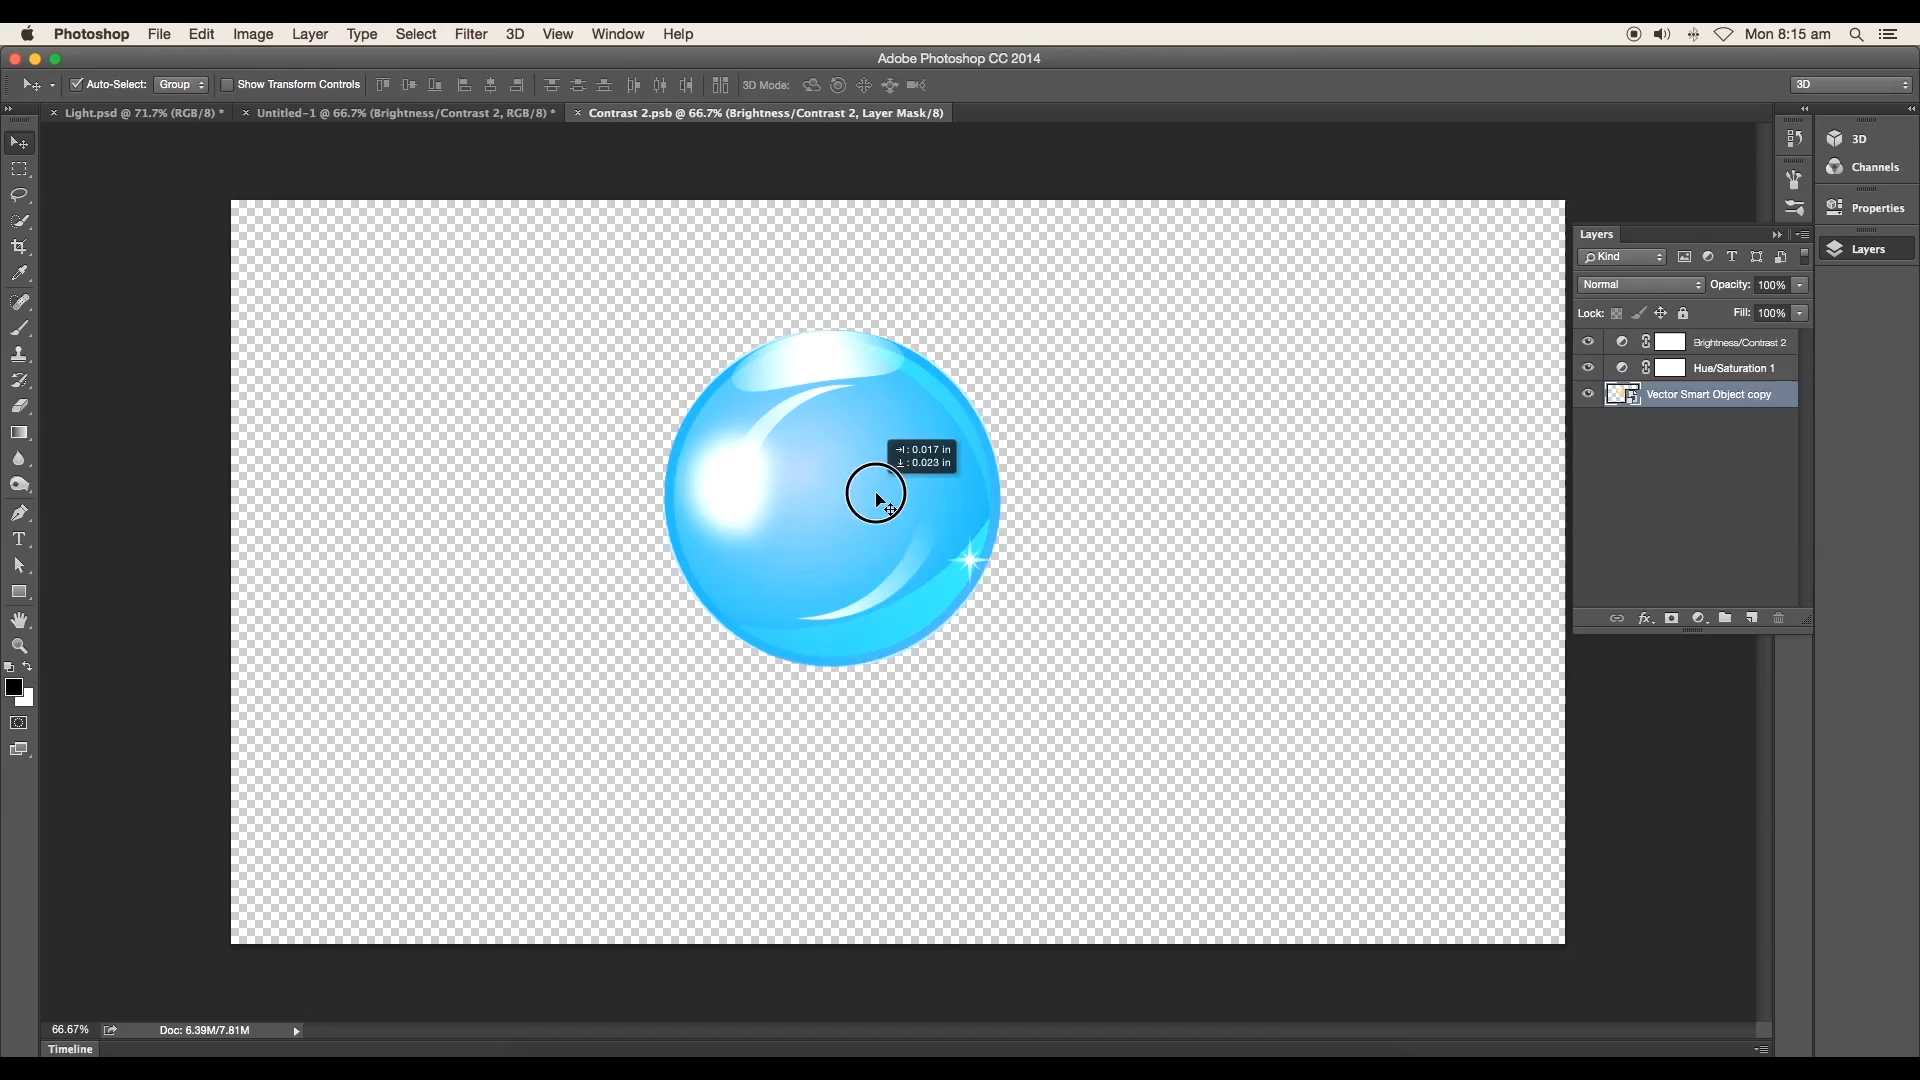 Photoshop File Edit Image Layer Type Select Filter 3D View Window Help Mon 8:15 am
Adobe Photoshop CC 2014
Auto-Select: Group Show Transform Controls 3D Mode: 3D
Light.psd @ 71.7% (RGB/8) * Untitled-1 @ 66.7% (Brightness/Contrast 2, RGB/8) * Contrast 2.psb @ 66.7% (Brightness/Contrast 2, Layer Mask/8)
3D
Channels
Properties
Layers
Layers
Kind
Normal Opacity: 100%
Lock: Fill: 100%
Brightness/Contrast 2
Hue/Saturation 1
Vector Smart Object copy
: 0.017 in
: 0.023 in
66.67% Doc: 6.39M/7.81M
Timeline